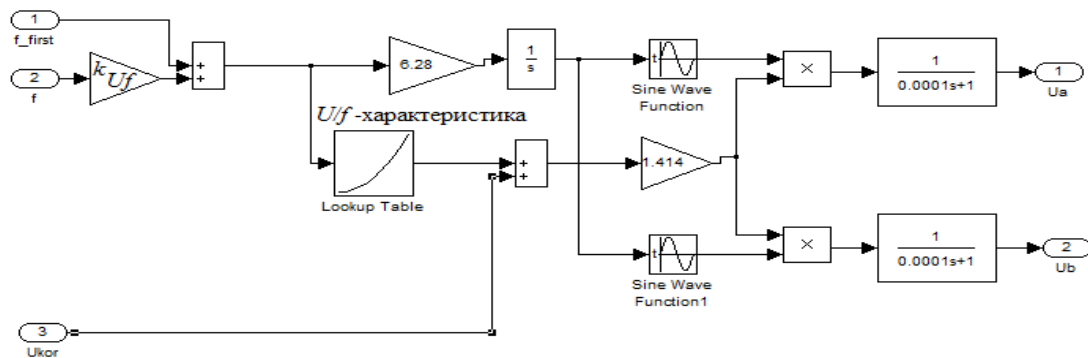 1
f_first
2
f
k Uf
+
+
6.28
1
s
U/f -характеристика
Lookup Table
+
+
1.414
t
Sine Wave
Function
t
Sine Wave
Function1
×
×
1
0.0001s+1
1
Ua
1
0.0001s+1
2
Ub
3
Ukor